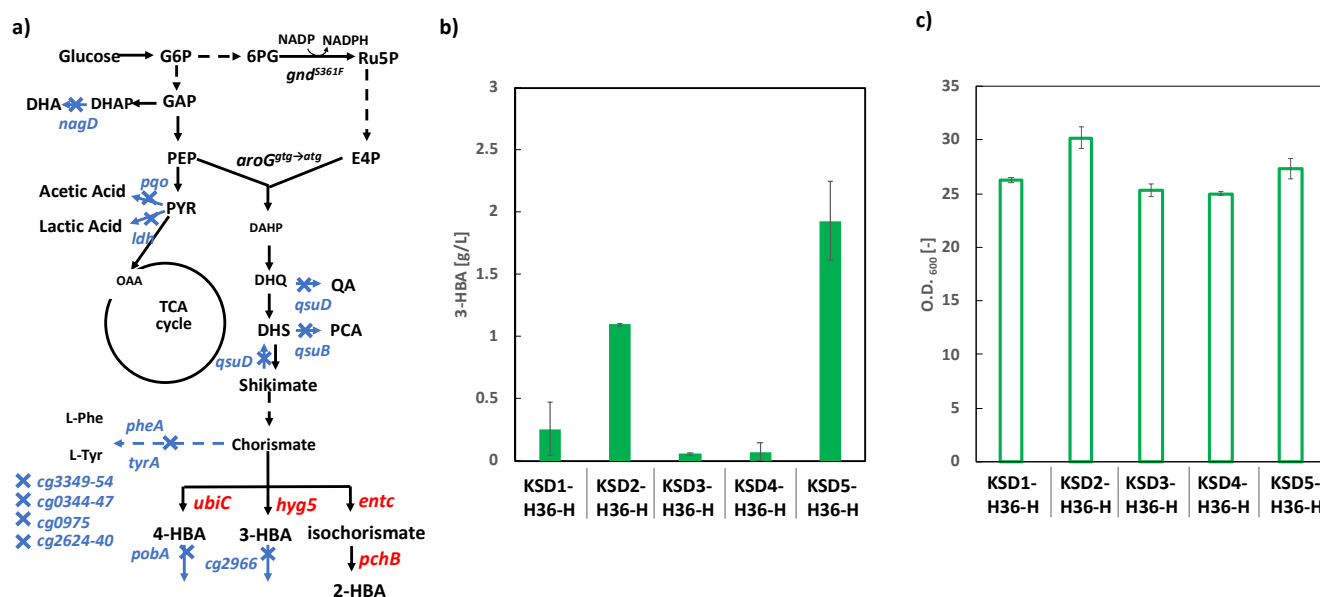 a)
Glucose G6P 6PG NADP NADPH Ru5P
gnd^S361F
DHA DHAP GAP
nagD
PEP aroG^gtg→atg E4P
Acetic Acid pqo
PYR
Lactic Acid
ldh
DAHP
OAA DHQ QA
qsuD
TCA
cycle
DHS PCA
qsuD qsuB
Shikimate
L-Phe pheA Chorismate
L-Tyr tyrA
cg3349-54
cg0344-47
cg0975
cg2624-40
ubiC hyg5 entc
4-HBA 3-HBA isochorismate
pobA cg2966 pchB
2-HBA
b)
3-HBA [g/L]
3
2.5
2
1.5
1
0.5
0
KSD1-
H36-H
KSD2-
H36-H
KSD3-
H36-H
KSD4-
H36-H
KSD5-
H36-H
c)
O.D. 600 [-]
35
30
25
20
15
10
5
0
KSD1-
H36-H
KSD2-
H36-H
KSD3-
H36-H
KSD4-
H36-H
KSD5-
H36-H